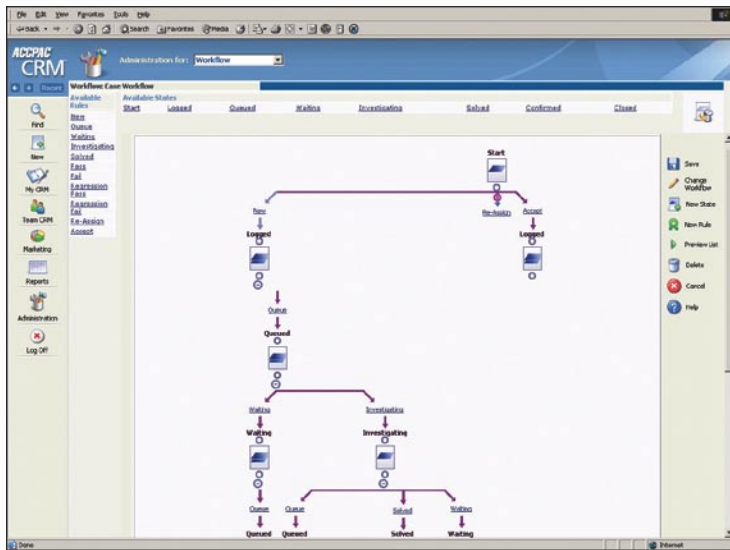 File Edit View Favorites Tools Help
Back Search Favorites Media
ACCPAC CRM Administration for: Workflow
Recent Workflow: Case Workflow
Available Rules
Available States
Start Logged Queued Waiting Investigating Solved Confirmed Closed
New
Queue
Waiting
Investigating
Solved
Pass
Fail
Regression Pass
Regression Fail
Re-Assign
Accept
Find
New
My CRM
Team CRM
Marketing
Reports
Administration
Log Off
Start
New Re-Assign Accept
Logged Logged
Queue
Queued
Waiting Investigating
Waiting Investigating
Queue Queue Solved Waiting
Queued Queued Solved Waiting
Save
Change Workflow
New State
New Rule
Preview List
Delete
Cancel
Help
Done Internet